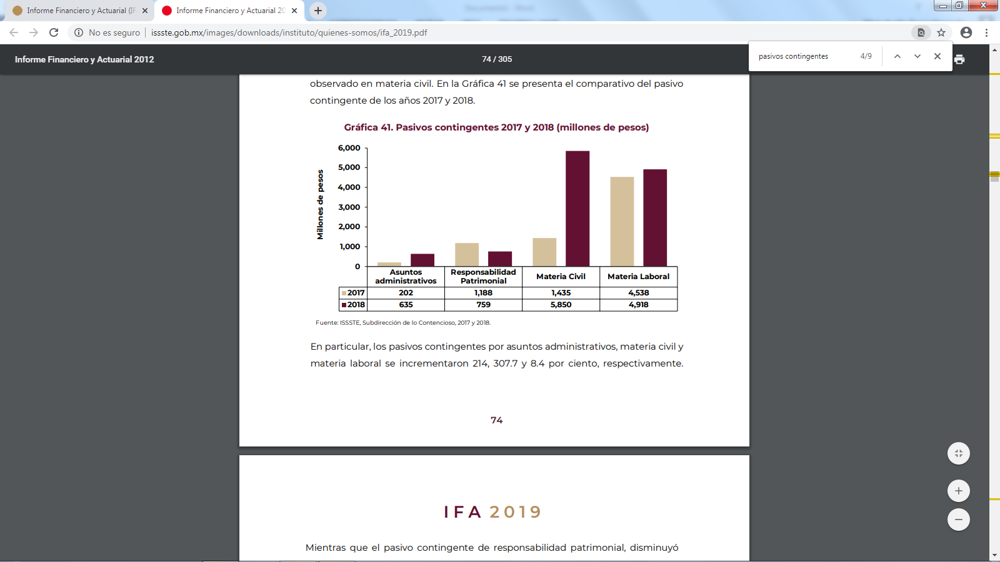 Informe Financiero y Actuarial (IF
Informe Financiero y Actuarial 20
No es seguro
issste.gob.mx/images/downloads/instituto/quienes-somos/ifa_2019.pdf
Informe Financiero y Actuarial 2012
74 / 305
pasivos contingentes 4/9
observado en materia civil. En la Gráfica 41 se presenta el comparativo del pasivo
contingente de los años 2017 y 2018.
Gráfica 41. Pasivos contingentes 2017 y 2018 (millones de pesos)
Millones de pesos
6,000
5,000
4,000
3,000
2,000
1,000
0
Asuntos administrativos
Responsabilidad Patrimonial
Materia Civil
Materia Laboral
2017 202 1,188 1,435 4,538
2018 635 759 5,850 4,918
Fuente: ISSSTE, Subdirección de lo Contencioso, 2017 y 2018.
En particular, los pasivos contingentes por asuntos administrativos, materia civil y
materia laboral se incrementaron 214, 307.7 y 8.4 por ciento, respectivamente.
74
IFA 2019
Mientras que el pasivo contingente de responsabilidad patrimonial, disminuyó